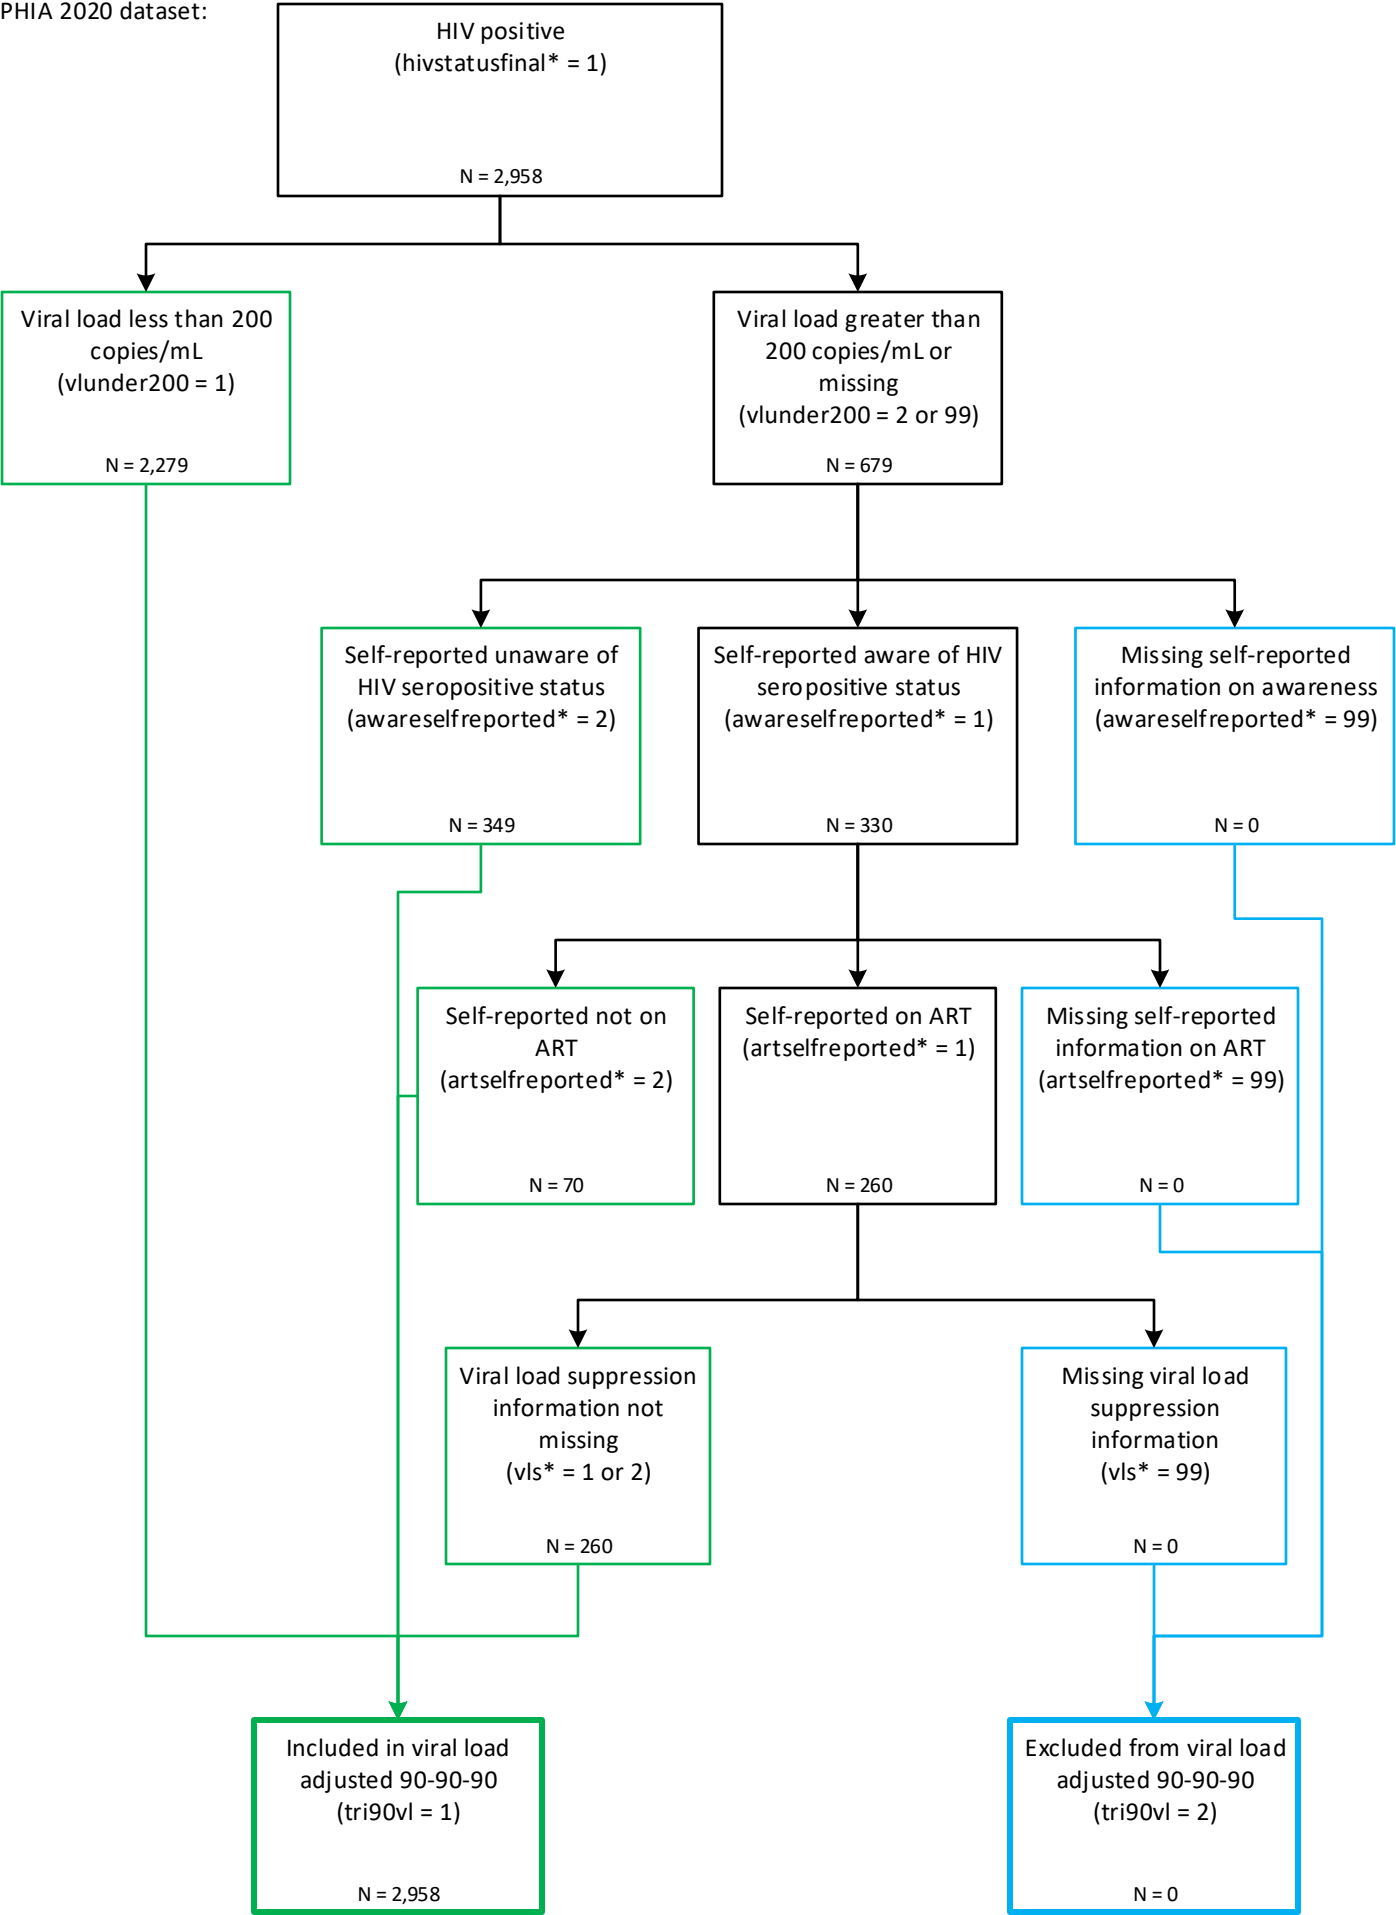 PHIA 2020 dataset:
HIV positive
(hivstatusfinal* = 1)
N = 2,958
Viral load less than 200
copies/mL
(vlunder200 = 1)
N = 2,279
Viral load greater than
200 copies/mL or
missing
(vlunder200 = 2 or 99)
N = 679
Self-reported unaware of
HIV seropositive status
(awareselfreported* = 2)
N = 349
Self-reported aware of HIV
seropositive status
(awareselfreported* = 1)
N = 330
Missing self-reported
information on awareness
(awareselfreported* = 99)
N = 0
Self-reported not on
ART
(artselfreported* = 2)
N = 70
Self-reported on ART
(artselfreported* = 1)
N = 260
Missing self-reported
information on ART
(artselfreported* = 99)
N = 0
Viral load suppression
information not
missing
(vls* = 1 or 2)
N = 260
Missing viral load
suppression
information
(vls* = 99)
N = 0
Included in viral load
adjusted 90-90-90
(tri90vl = 1)
N = 2,958
Excluded from viral load
adjusted 90-90-90
(tri90vl = 2)
N = 0